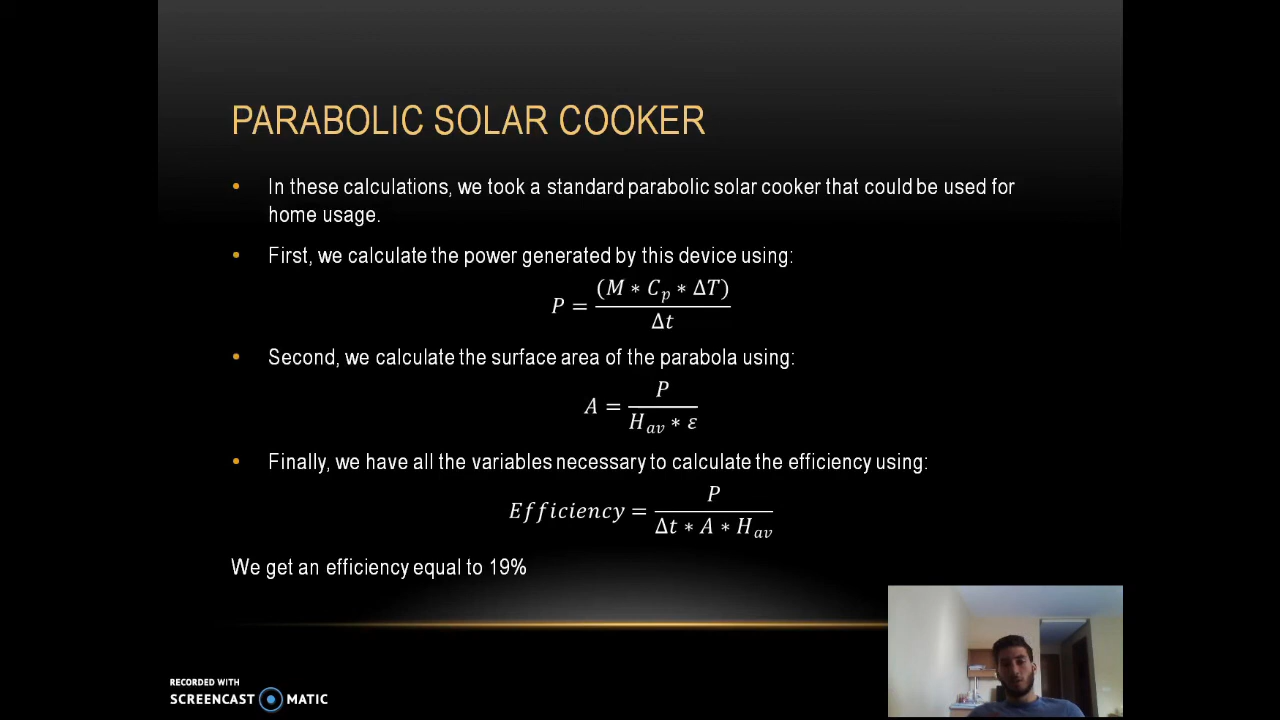 PARABOLIC SOLAR COOKER
• In these calculations, we took a standard parabolic solar cooker that could be used for
home usage.
• First, we calculate the power generated by this device using:
P = (M ∗ C_p ∗ ΔT) / Δt
• Second, we calculate the surface area of the parabola using:
A = P / (H_av ∗ ε)
• Finally, we have all the variables necessary to calculate the efficiency using:
Efficiency = P / (Δt ∗ A ∗ H_av)
We get an efficiency equal to 19%
RECORDED WITH
SCREENCAST MATIC